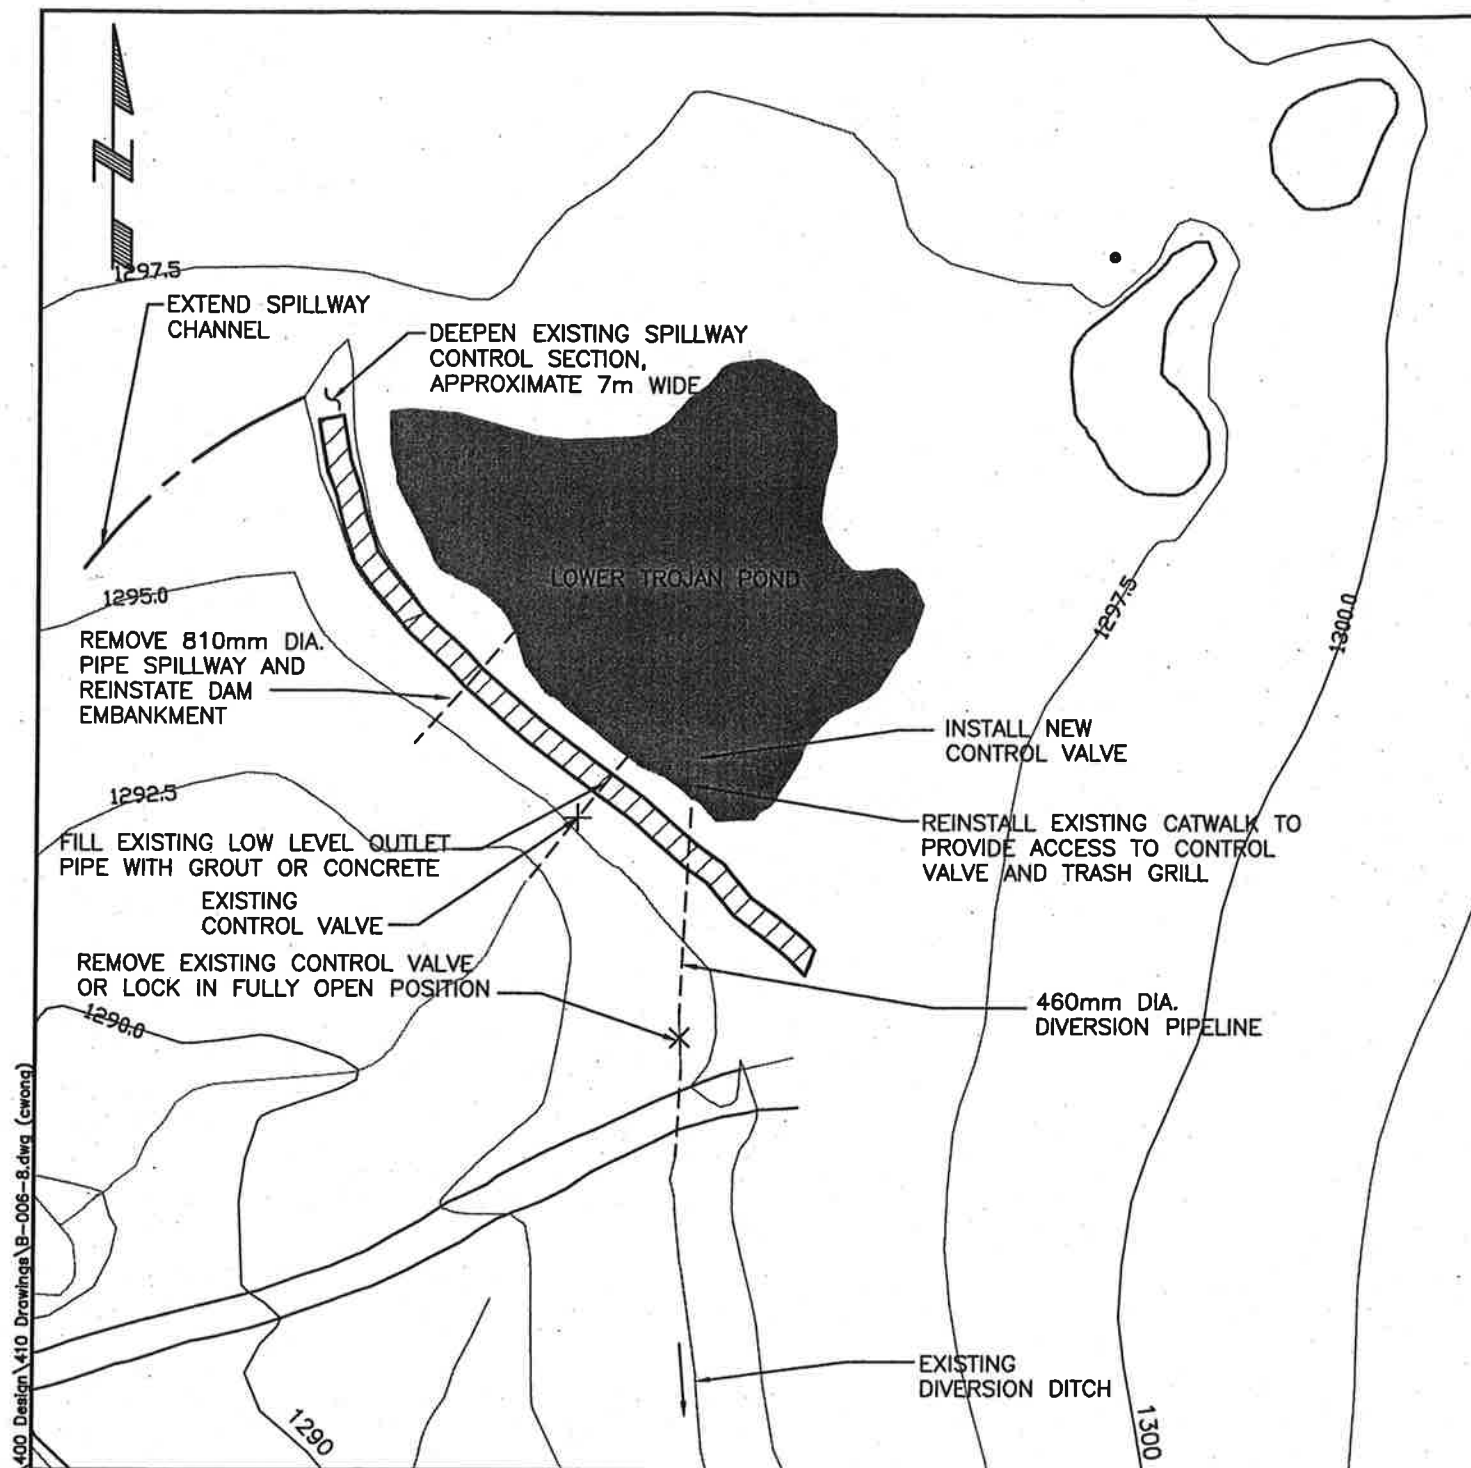 1297.5
EXTEND SPILLWAY
CHANNEL
DEEPEN EXISTING SPILLWAY
CONTROL SECTION,
APPROXIMATE 7m WIDE
LOWER TROJAN POND
1295.0
1297.5
1300.0
REMOVE 810mm DIA.
PIPE SPILLWAY AND
REINSTATE DAM
EMBANKMENT
INSTALL NEW
CONTROL VALVE
1292.5
REINSTALL EXISTING CATWALK TO
PROVIDE ACCESS TO CONTROL
VALVE AND TRASH GRILL
FILL EXISTING LOW LEVEL OUTLET
PIPE WITH GROUT OR CONCRETE
EXISTING
CONTROL VALVE
REMOVE EXISTING CONTROL VALVE
OR LOCK IN FULLY OPEN POSITION
1290.0
460mm DIA.
DIVERSION PIPELINE
EXISTING
DIVERSION DITCH
1290
1300
400 Design\410 Drawings\B-006-8.dwg (cwong)